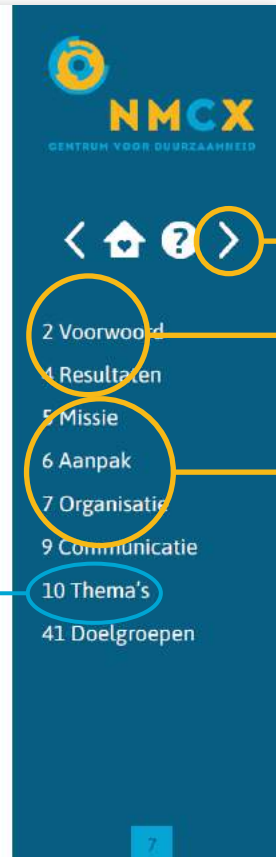 NMCX
CENTRUM VOOR DUURZAAMHEID
?
2 Voorwoord
4 Resultaten
5 Missie
6 Aanpak
7 Organisatie
9 Communicatie
10 Thema's
41 Doelgroepen
7